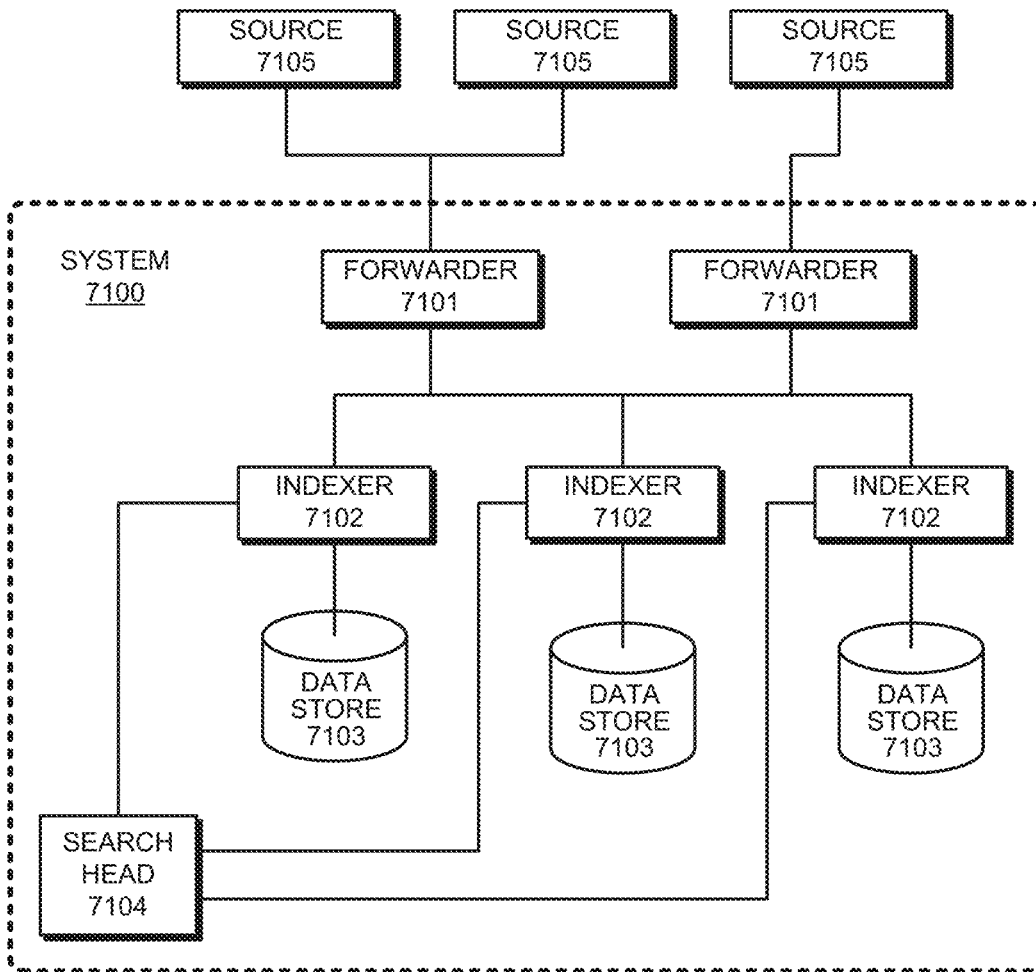 SOURCE
7105
SOURCE
7105
SOURCE
7105
SYSTEM
7100
FORWARDER
7101
FORWARDER
7101
INDEXER
7102
INDEXER
7102
INDEXER
7102
DATA
STORE
7103
DATA
STORE
7103
DATA
STORE
7103
SEARCH
HEAD
7104